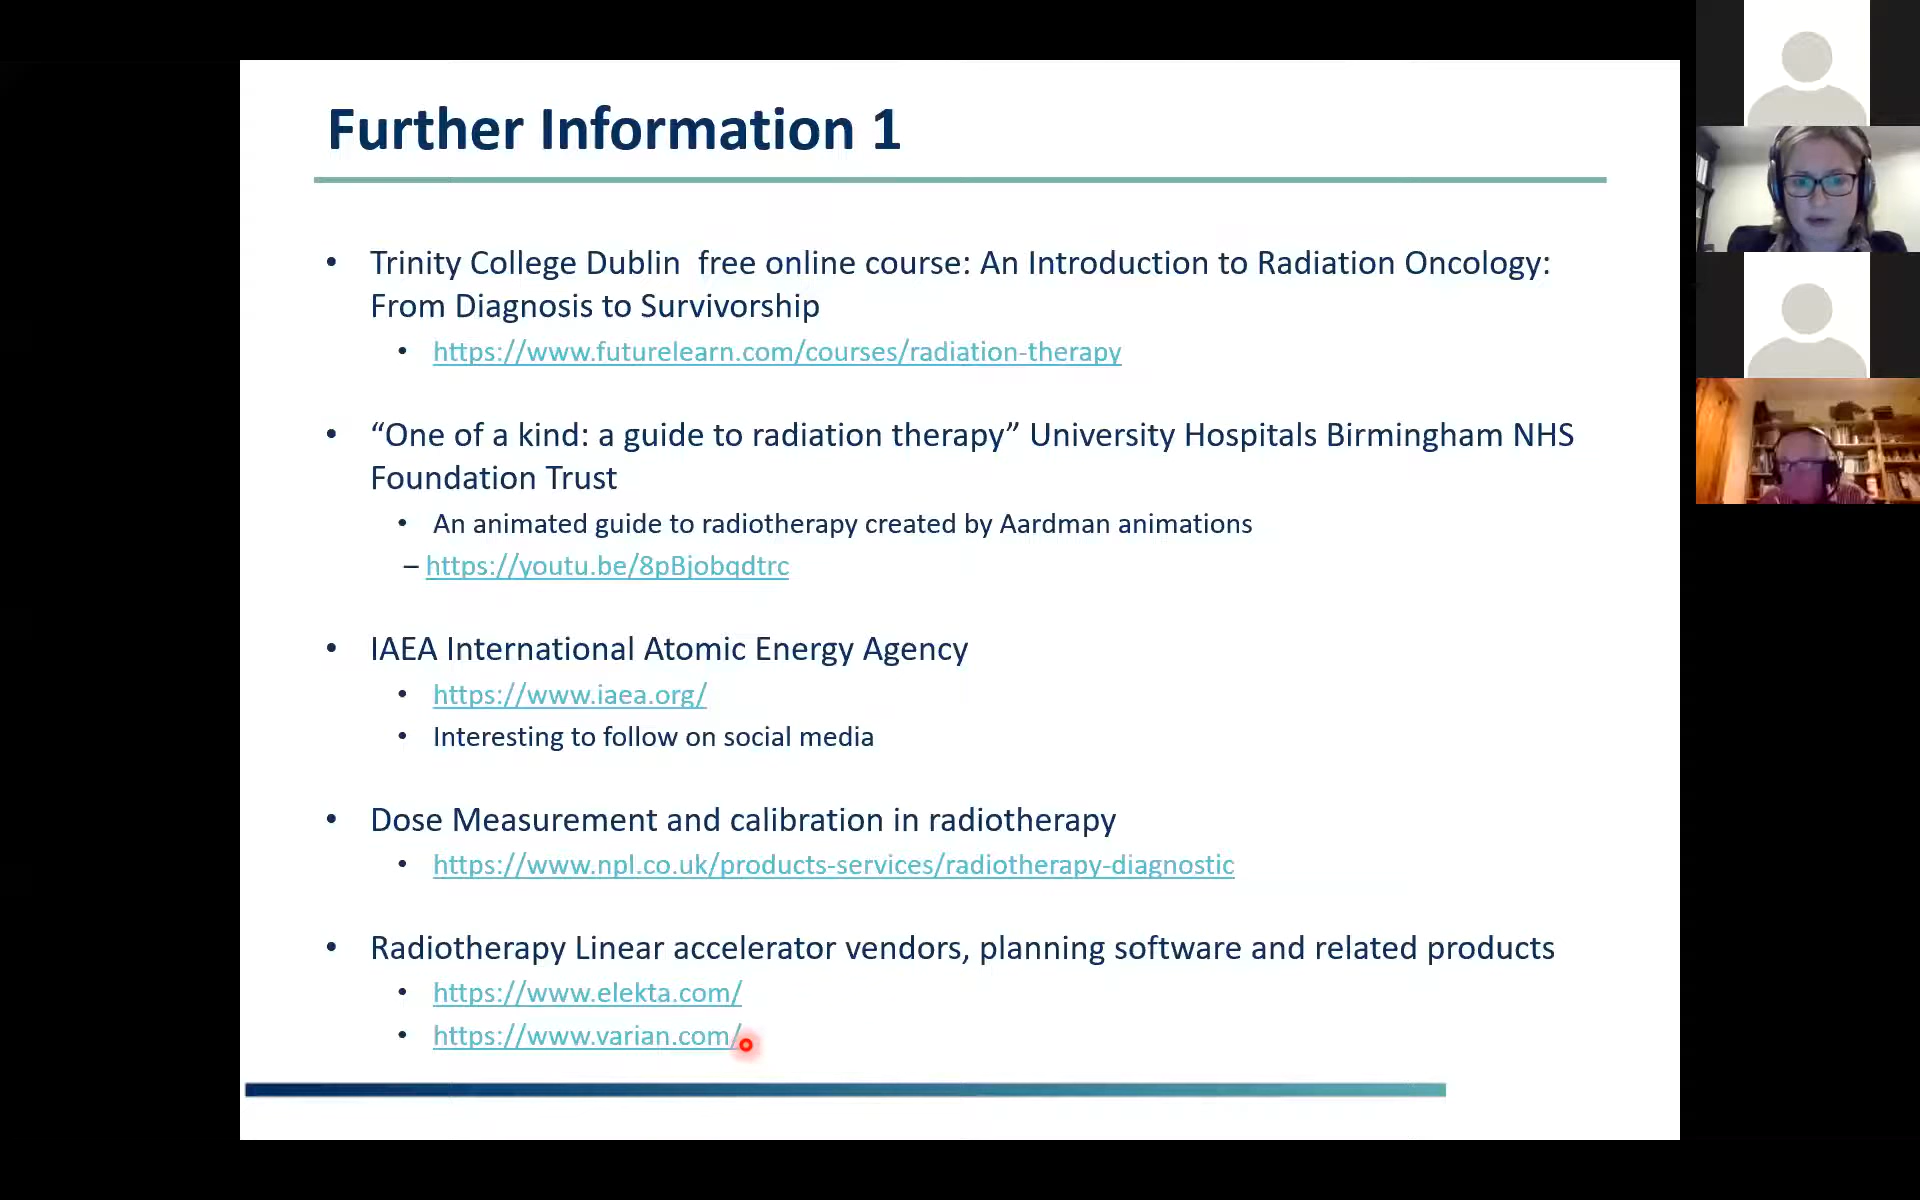 Further Information 1
• Trinity College Dublin free online course: An Introduction to Radiation Oncology:
From Diagnosis to Survivorship
• https://www.futurelearn.com/courses/radiation-therapy
• “One of a kind: a guide to radiation therapy” University Hospitals Birmingham NHS
Foundation Trust
• An animated guide to radiotherapy created by Aardman animations
– https://youtu.be/8pBjobqdtrc
• IAEA International Atomic Energy Agency
• https://www.iaea.org/
• Interesting to follow on social media
• Dose Measurement and calibration in radiotherapy
• https://www.npl.co.uk/products-services/radiotherapy-diagnostic
• Radiotherapy Linear accelerator vendors, planning software and related products
• https://www.elekta.com/
• https://www.varian.com/